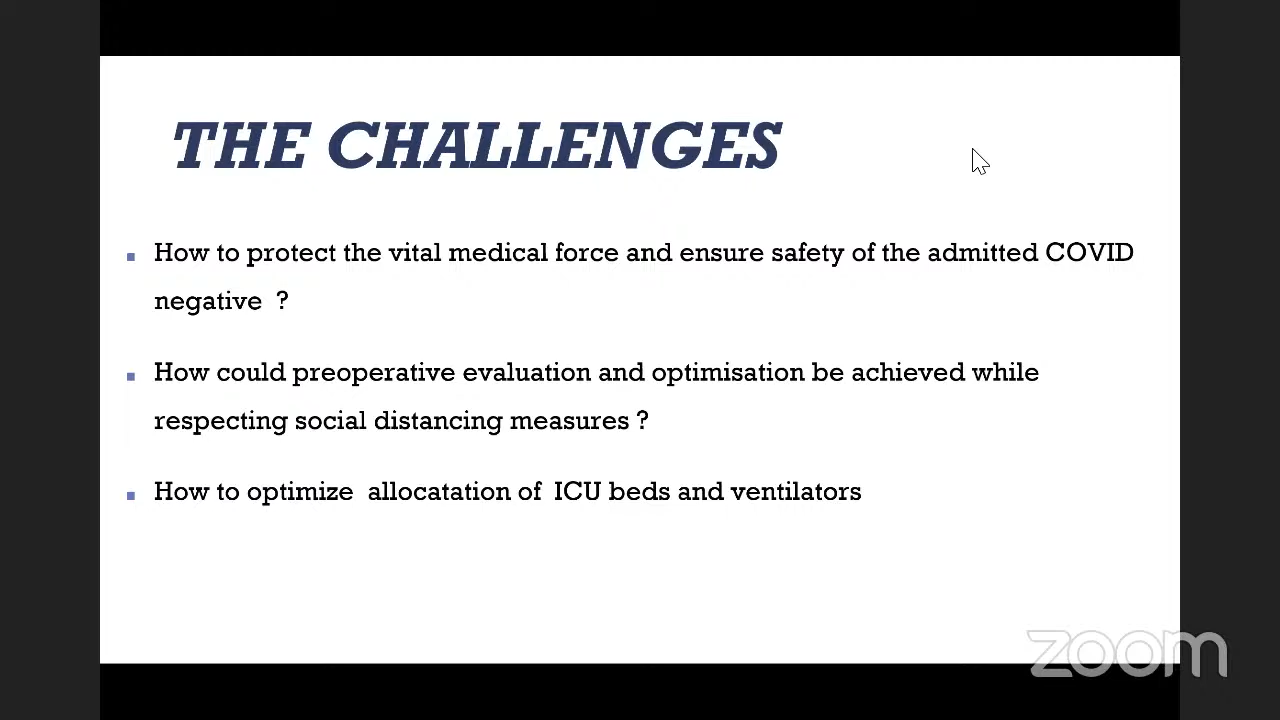 THE CHALLENGES
How to protect the vital medical force and ensure safety of the admitted COVID
negative  ?
How could preoperative evaluation and optimisation be achieved while
respecting social distancing measures ?
How to optimize  allocatation of  ICU beds and ventilators
zoom